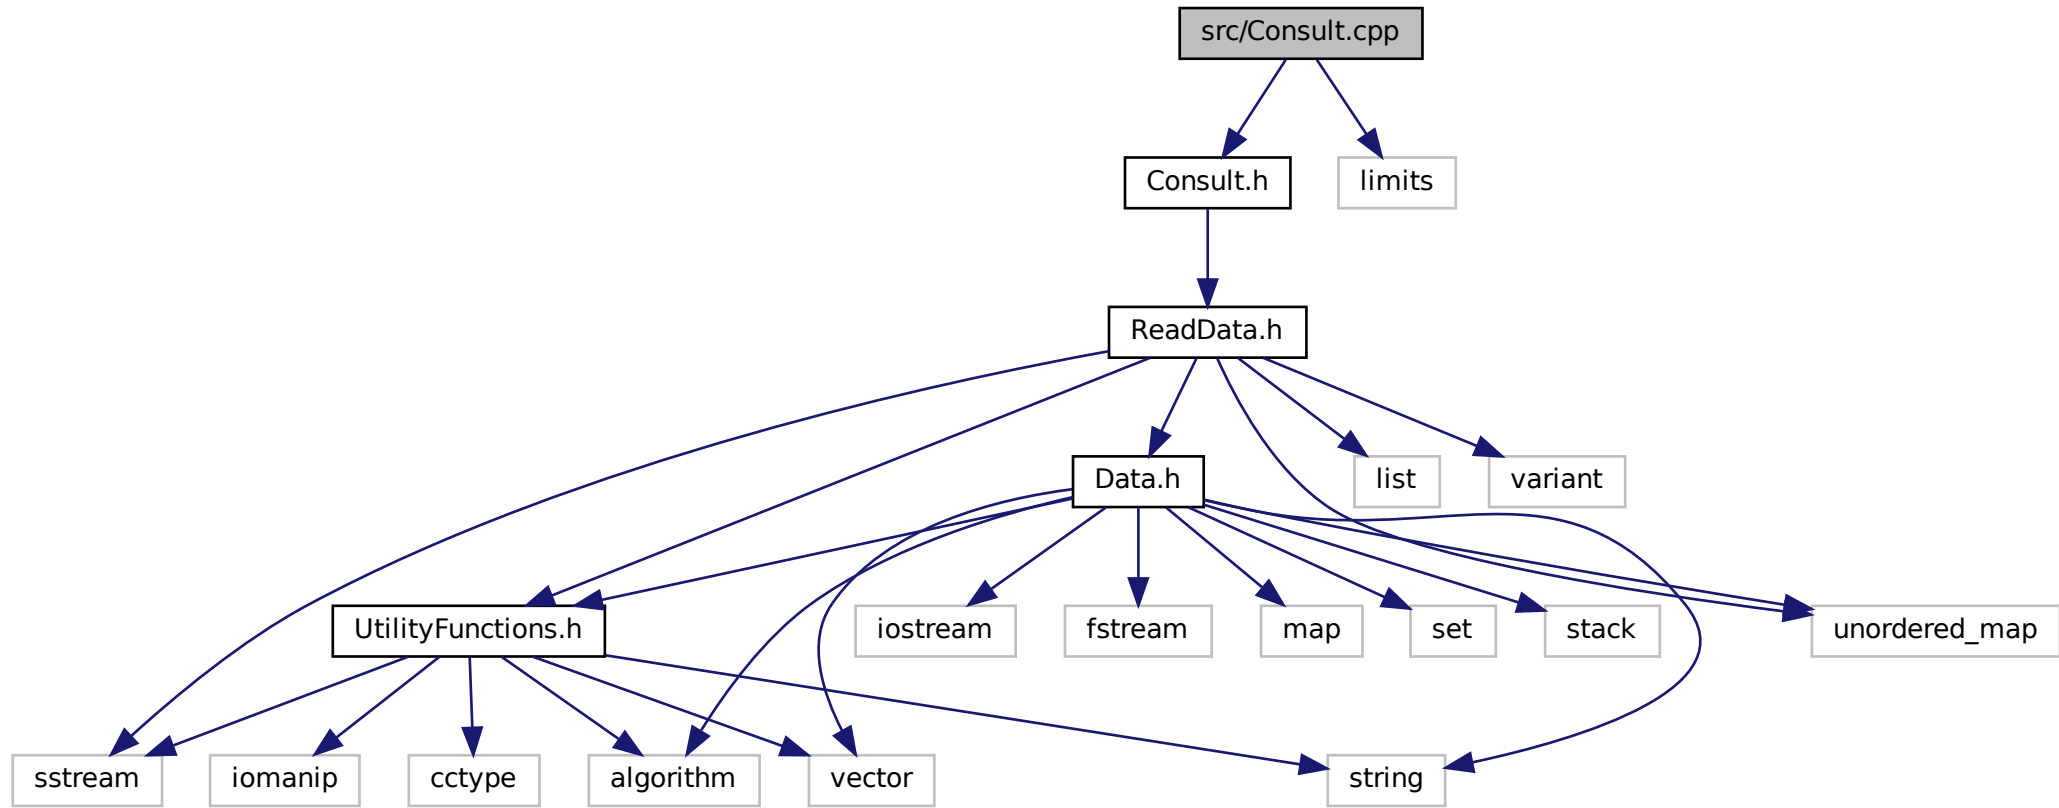 src/Consult.cpp
Consult.h
limits
ReadData.h
Data.h
list
variant
UtilityFunctions.h
iostream
fstream
map
set
stack
unordered_map
sstream
iomanip
cctype
algorithm
vector
string